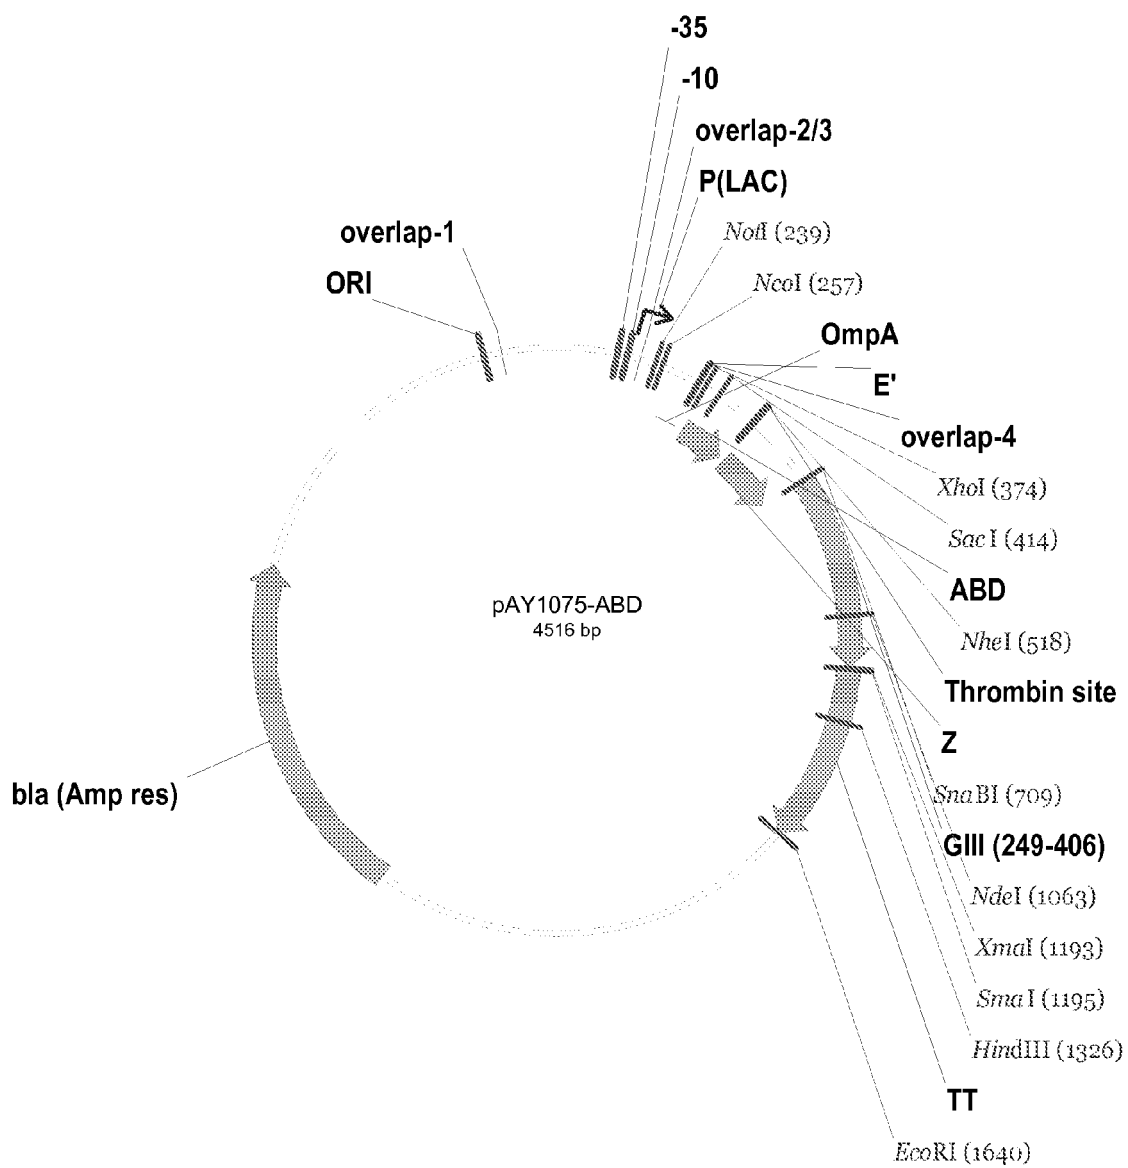 -35
-10
overlap-2/3
P(LAC)
overlap-1
NotI (239)
ORI
NcoI (257)
OmpA
E'
overlap-4
XhoI (374)
SacI (414)
ABD
pAY1075-ABD
4516 bp
NheI (518)
Thrombin site
Z
bla (Amp res)
SnaBI (709)
GIII (249-406)
NdeI (1063)
XmaI (1193)
SmaI (1195)
HindIII (1326)
TT
EcoRI (1640)